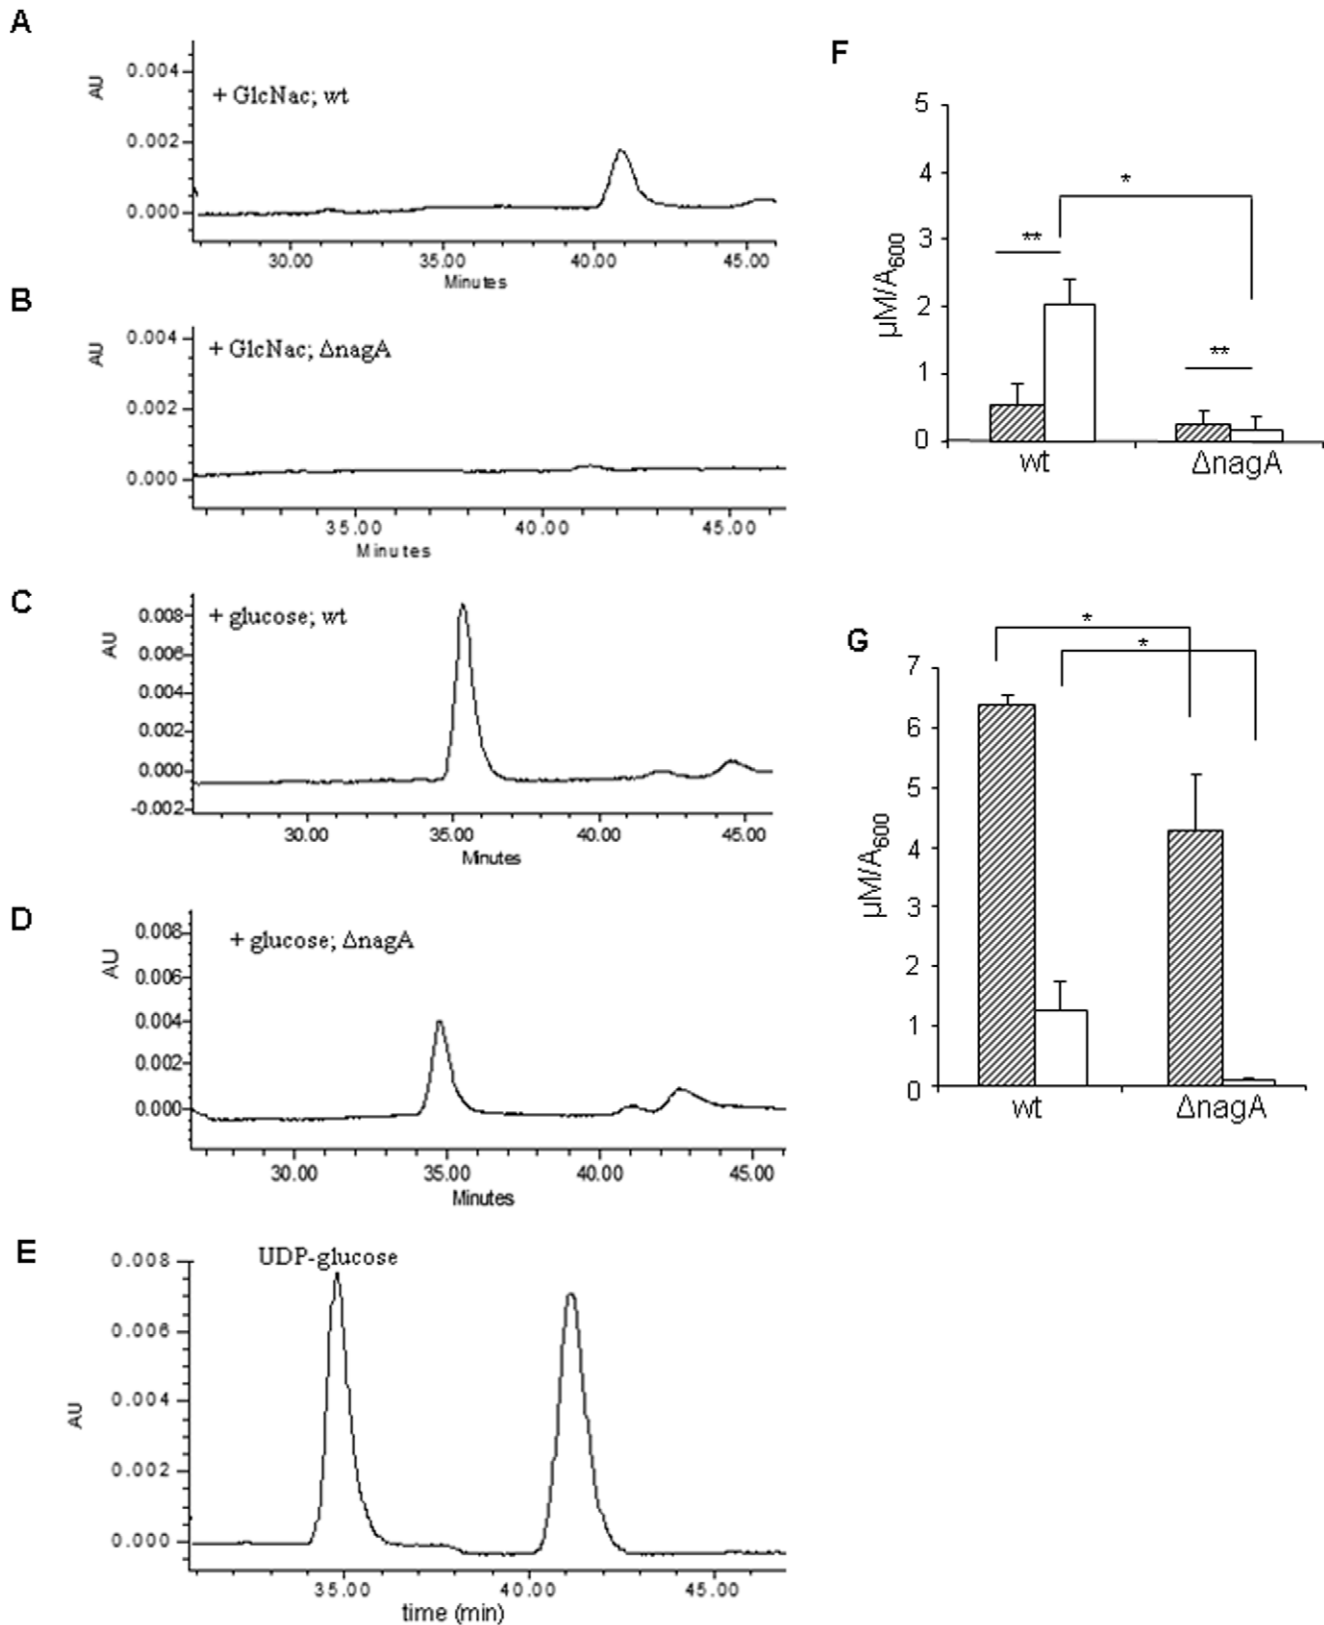 A
AU
0.004
0.002
0.000
+ GlcNac; wt
30.00 35.00 40.00 45.00
Minutes
B
AU
0.004
0.002
0.000
+ GlcNac; ΔnagA
35.00 40.00 45.00
Minutes
C
AU
0.008
0.006
0.004
0.002
0.000
-0.002
+ glucose; wt
30.00 35.00 40.00 45.00
Minutes
D
AU
0.008
0.006
0.004
0.002
0.000
+ glucose; ΔnagA
30.00 35.00 40.00 45.00
Minutes
E
AU
0.008
0.006
0.004
0.002
0.000
UDP-glucose
35.00 40.00 45.00
time (min)
F
µM/A600
5
4
3
2
1
0
*
**
**
wt ΔnagA
G
µM/A600
7
6
5
4
3
2
1
0
*
*
wt ΔnagA